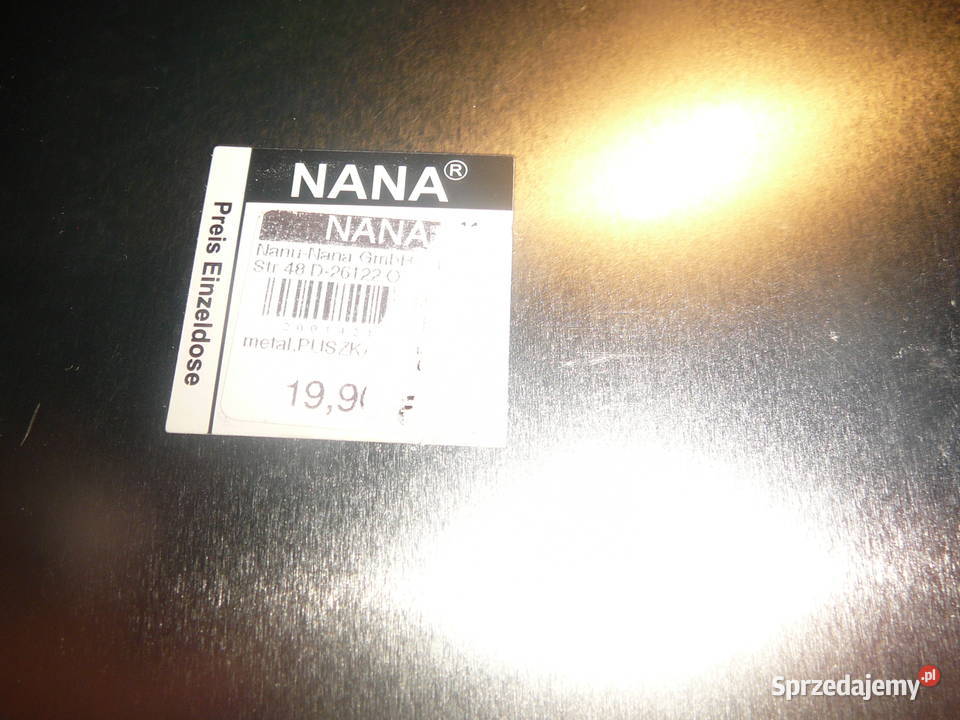 NANA®
Preis Einzeldose
NANA
Nanu-Nana GmbH
Str 48 D-26122 O
metal,PUSZK
19,9
Sprzedajemy.pl